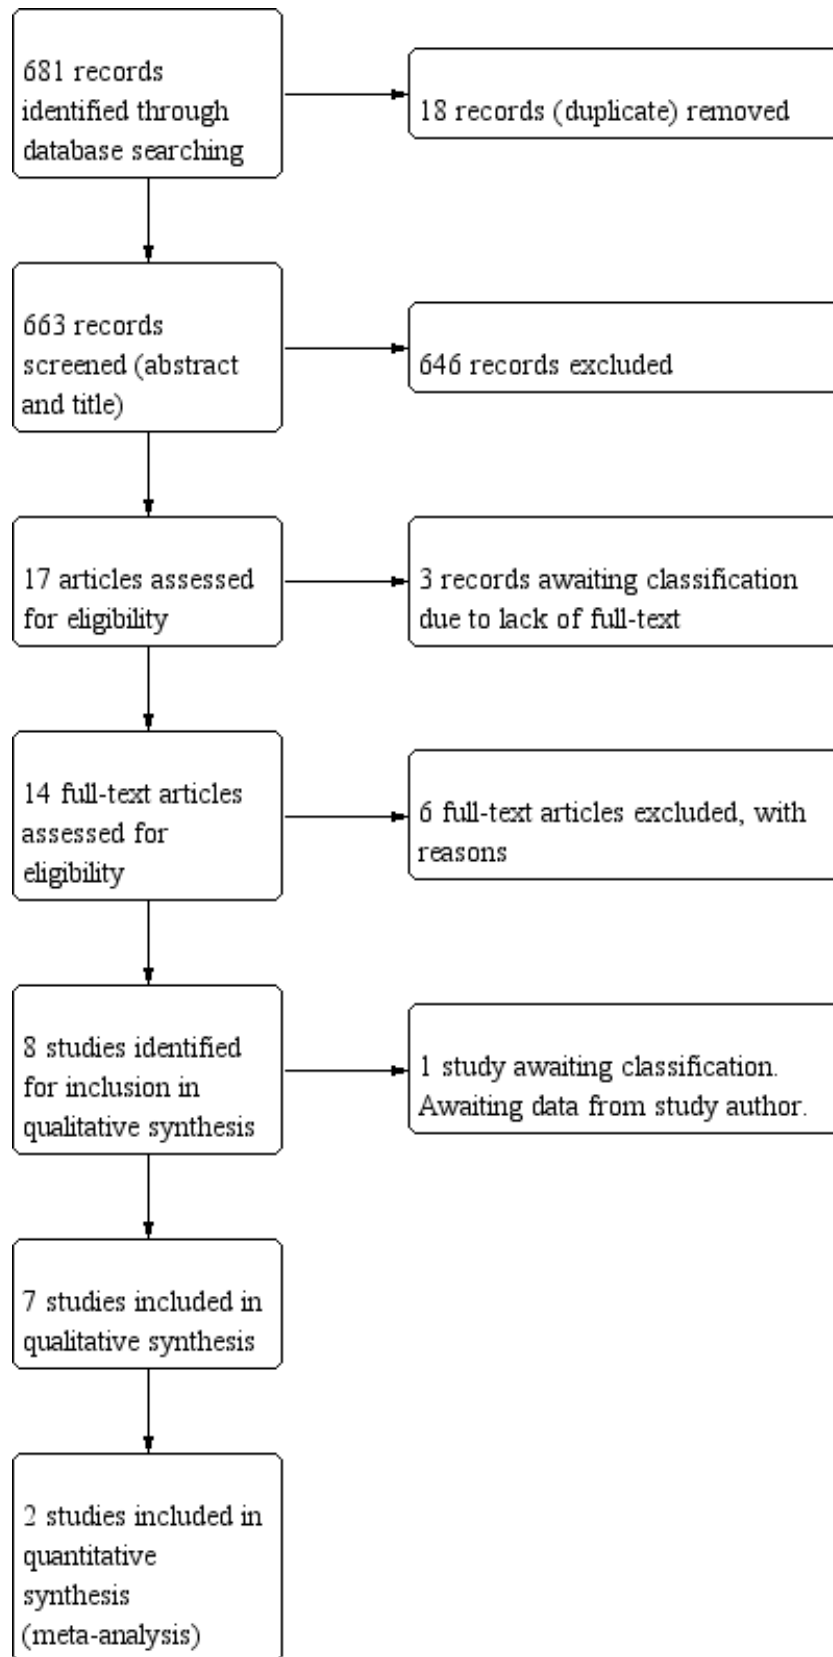 681 records
identified through
database searching
18 records (duplicate) removed
663 records
screened (abstract
and title)
646 records excluded
17 articles assessed
for eligibility
3 records awaiting classification
due to lack of full-text
14 full-text articles
assessed for
eligibility
6 full-text articles excluded, with
reasons
8 studies identified
for inclusion in
qualitative synthesis
1 study awaiting classification.
Awaiting data from study author.
7 studies included in
qualitative synthesis
2 studies included in
quantitative
synthesis
(meta-analysis)